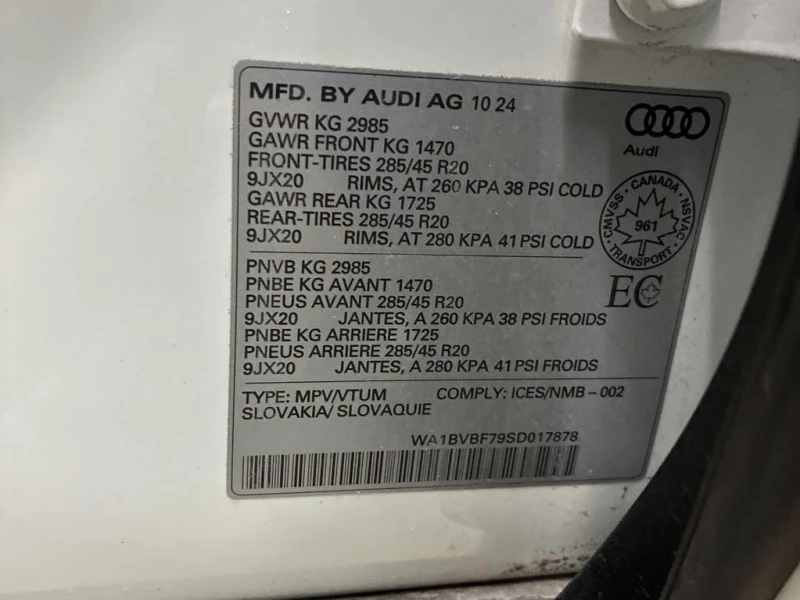 MFD. BY AUDI AG 10 24
GVWR KG 2985
GAWR FRONT KG 1470
FRONT-TIRES 285/45 R20
9JX20 RIMS, AT 260 KPA 38 PSI COLD
GAWR REAR KG 1725
REAR-TIRES 285/45 R20
9JX20 RIMS, AT 280 KPA 41 PSI COLD
Audi
CMVSS · CANADA · NSVAC · TRANSPORT ·
961
PNVB KG 2985
PNBE KG AVANT 1470
PNEUS AVANT 285/45 R20
9JX20 JANTES, A 260 KPA 38 PSI FROIDS
PNBE KG ARRIERE 1725
PNEUS ARRIERE 285/45 R20
9JX20 JANTES, A 280 KPA 41 PSI FROIDS
EC
TYPE: MPV/VTUM COMPLY: ICES/NMB – 002
SLOVAKIA/ SLOVAQUIE
WA1BVBF79SD017878